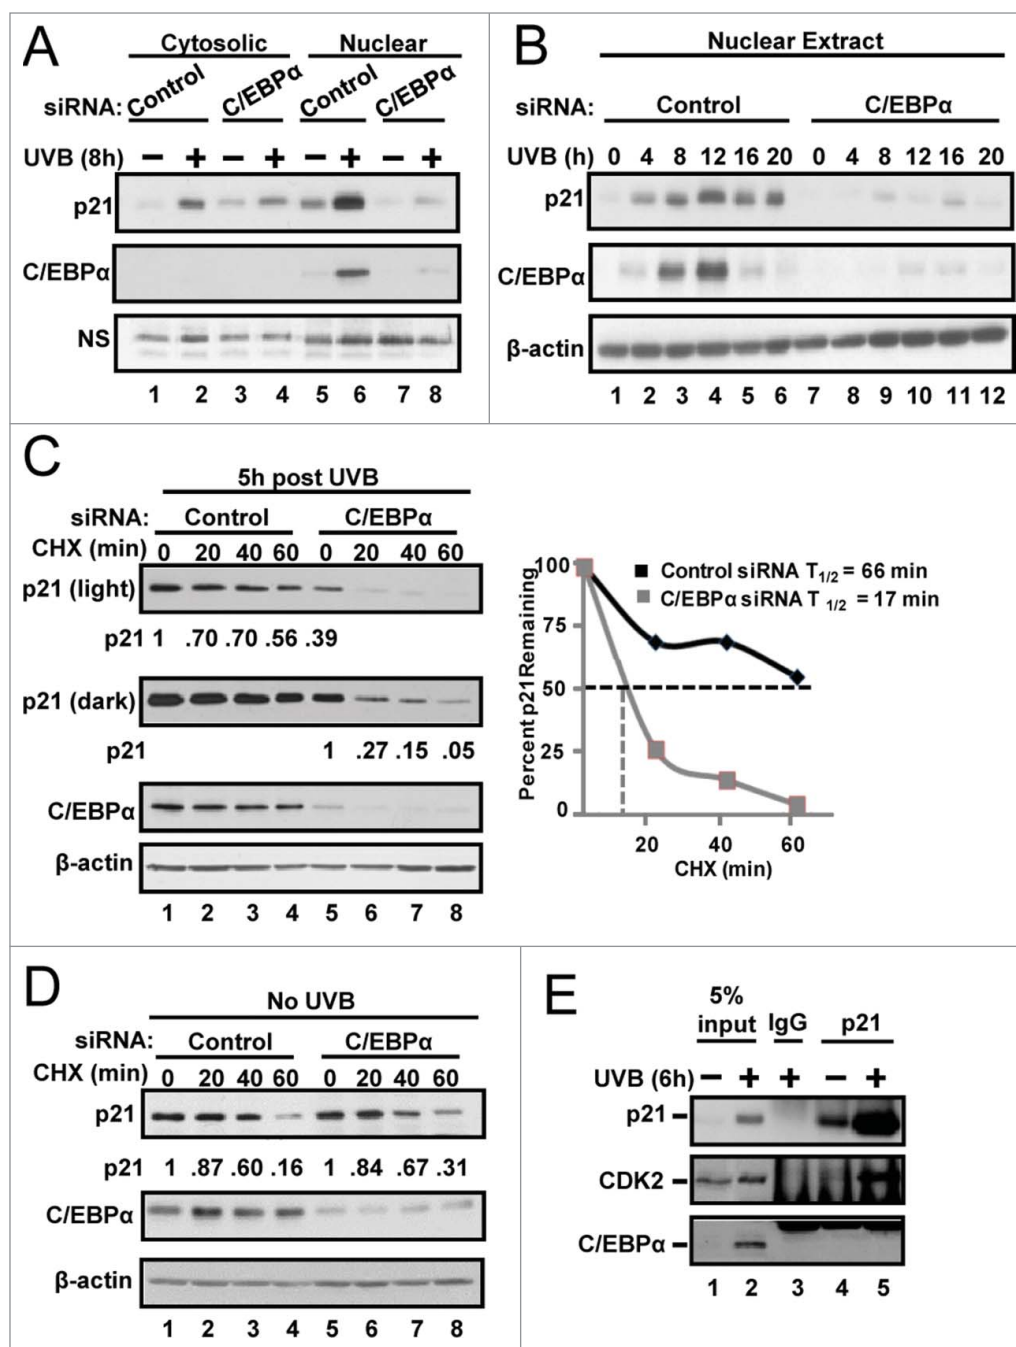 A
Cytosolic Nuclear
siRNA: Control C/EBPα Control C/EBPα
UVB (8h) − + − + − + − +
p21
C/EBPα
NS
1 2 3 4 5 6 7 8
B
Nuclear Extract
siRNA: Control C/EBPα
UVB (h) 0 4 8 12 16 20 0 4 8 12 16 20
p21
C/EBPα
β-actin
1 2 3 4 5 6 7 8 9 10 11 12
C
5h post UVB
siRNA: Control C/EBPα
CHX (min) 0 20 40 60 0 20 40 60
p21 (light)
p21 1 .70 .70 .56 .39
p21 (dark)
p21 1 .27 .15 .05
C/EBPα
β-actin
1 2 3 4 5 6 7 8
Percent p21 Remaining
100
75
50
25
0
20 40 60
CHX (min)
Control siRNA T1/2 = 66 min
C/EBPα siRNA T 1/2 = 17 min
D
No UVB
siRNA: Control C/EBPα
CHX (min) 0 20 40 60 0 20 40 60
p21
p21 1 .87 .60 .16 1 .84 .67 .31
C/EBPα
β-actin
1 2 3 4 5 6 7 8
E
5%
input IgG p21
UVB (6h) − + + − +
p21 –
CDK2 –
C/EBPα –
1 2 3 4 5